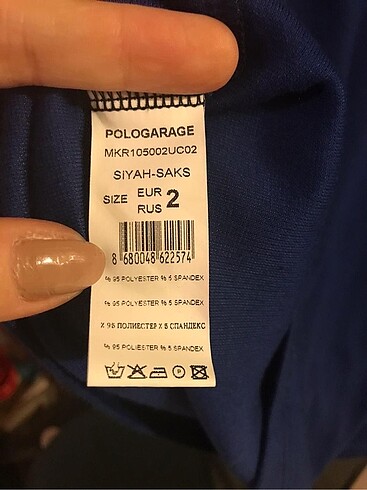 POLOGARAGE
MKR105002UC02
SIYAH-SAKS
SIZE EUR RUS 2
8 680048 622574
% 95 POLYESTER % 5 SPANDEX
% 95 POLYESTER % 5 SPANDEX
% 95 ПОЛИЕСТЕР % 5 СПАНДЕКС
% 95 POLIESTER % 5 SPANDEX